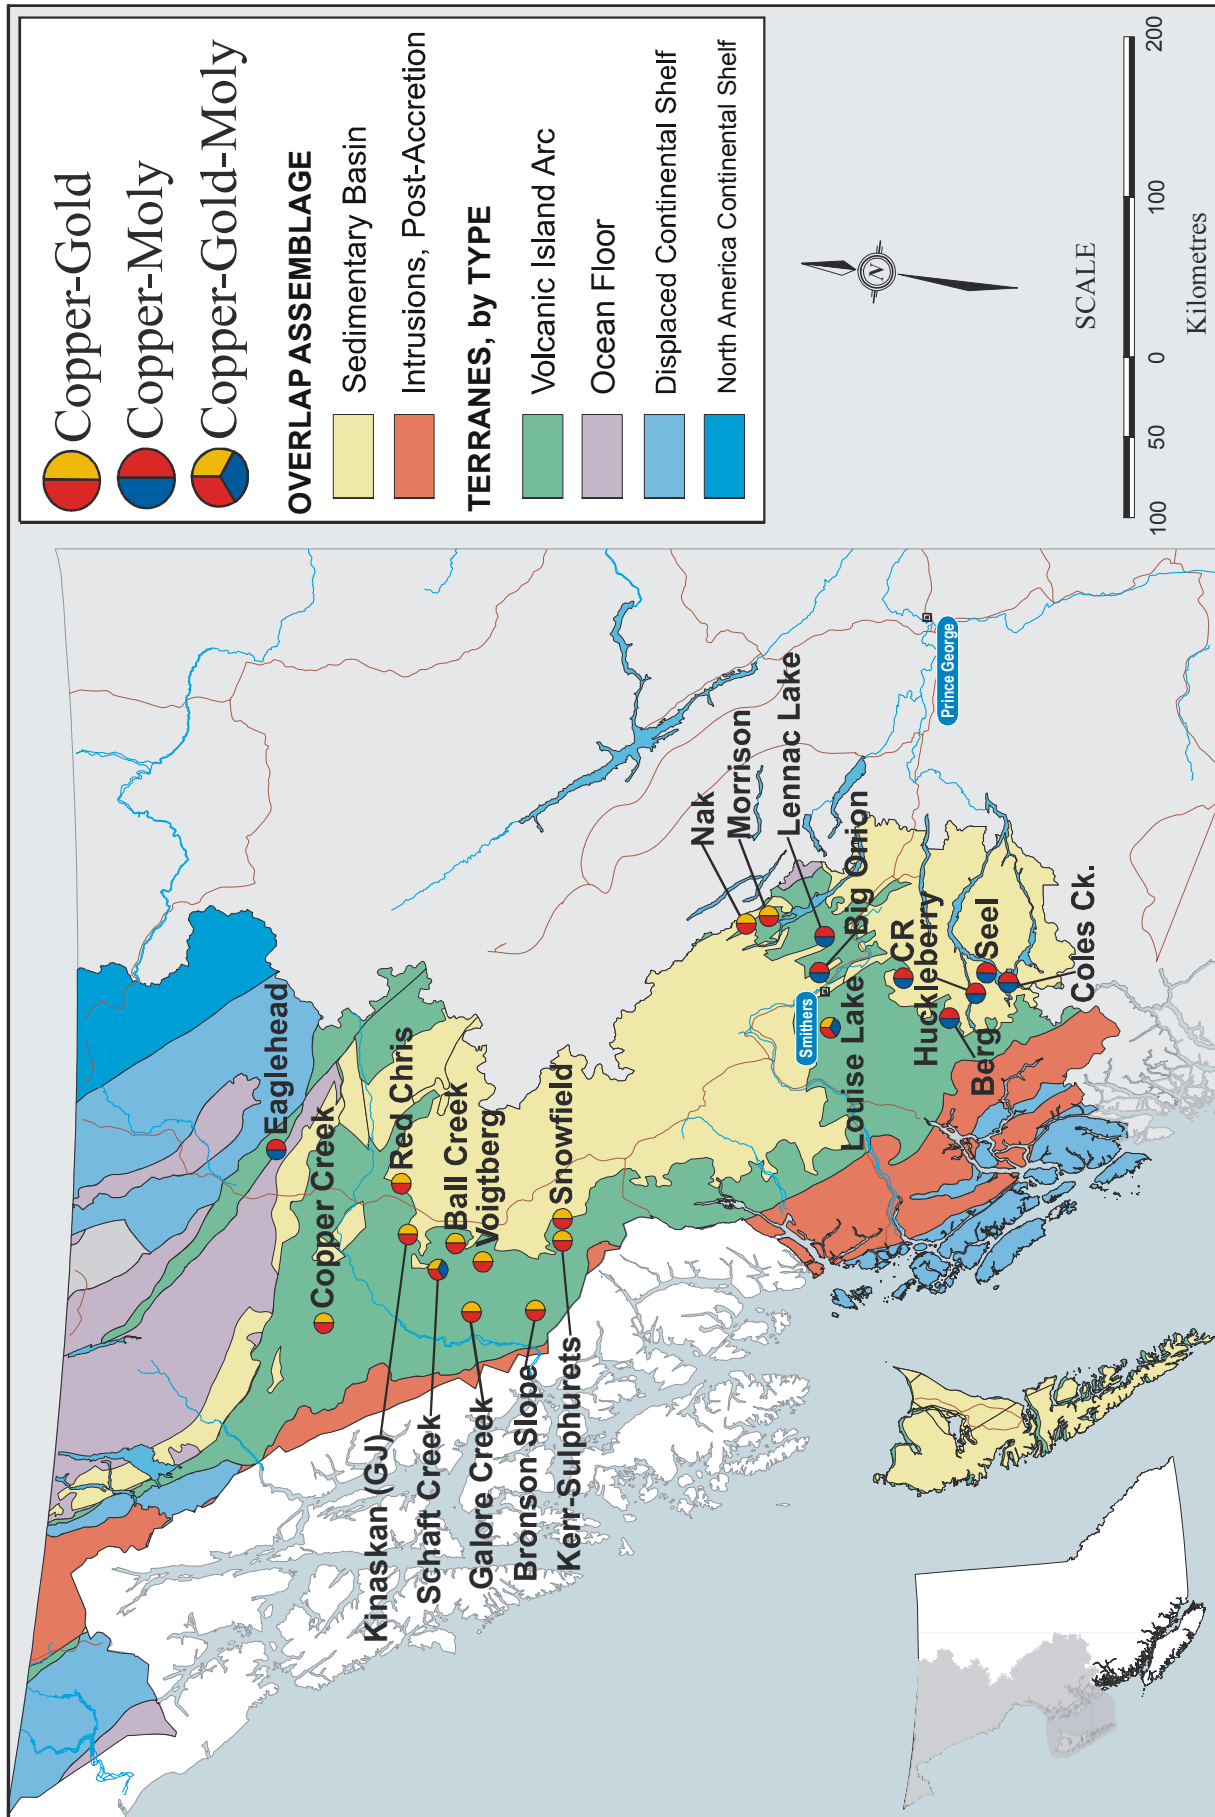 Copper-Gold
Copper-Moly
Copper-Gold-Moly
OVERLAP ASSEMBLAGE
Sedimentary Basin
Intrusions, Post-Accretion
TERRANES, by TYPE
Volcanic Island Arc
Ocean Floor
Displaced Continental Shelf
North America Continental Shelf
N
SCALE
100
50
0
100
200
Kilometres
Eaglehead
Copper Creek
Red Chris
Ball Creek
Voigtberg
Snowfield
Kinaskan (GJ)
Schaft Creek
Galore Creek
Bronson Slope
Kerr-Sulphurets
Nak
Morrison
Lennac Lake
Big Onion
Smithers
Louise Lake
CR
Huckleberry
Berg
Seel
Coles Ck.
Prince George